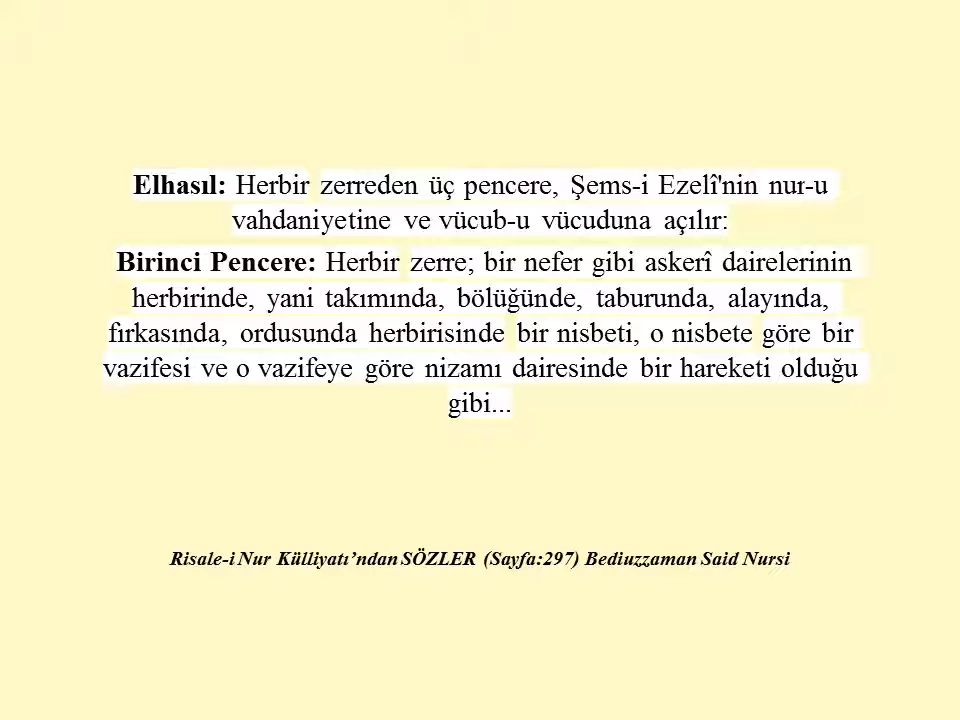 Elhasıl: Herbir zerreden üç pencere, Şems-i Ezelî'nin nur-u
vahdaniyetine ve vücub-u vücuduna açılır:
Birinci Pencere: Herbir zerre; bir nefer gibi askerî dairelerinin
herbirinde, yani takımında, bölüğünde, taburunda, alayında,
fırkasında, ordusunda herbirisinde bir nisbeti, o nisbete göre bir
vazifesi ve o vazifeye göre nizamı dairesinde bir hareketi olduğu
gibi...
Risale-i Nur Külliyatı’ndan SÖZLER (Sayfa:297) Bediuzzaman Said Nursi